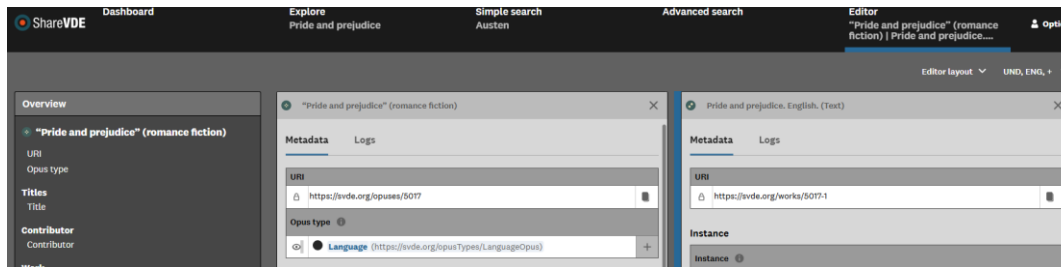 ShareVDE
Dashboard
Explore
Pride and prejudice
Simple search
Austen
Advanced search
Editor
"Pride and prejudice" (romance
fiction) | Pride and prejudice....
Opti
Editor layout
UND, ENG, +
Overview
"Pride and prejudice" (romance fiction)
URI
Opus type
Titles
Title
Contributor
Contributor
Work
"Pride and prejudice" (romance fiction)
Metadata Logs
URI
https://svde.org/opuses/5017
Opus type
Language (https://svde.org/opusTypes/LanguageOpus)
Pride and prejudice. English. (Text)
Metadata Logs
URI
https://svde.org/works/5017-1
Instance
Instance